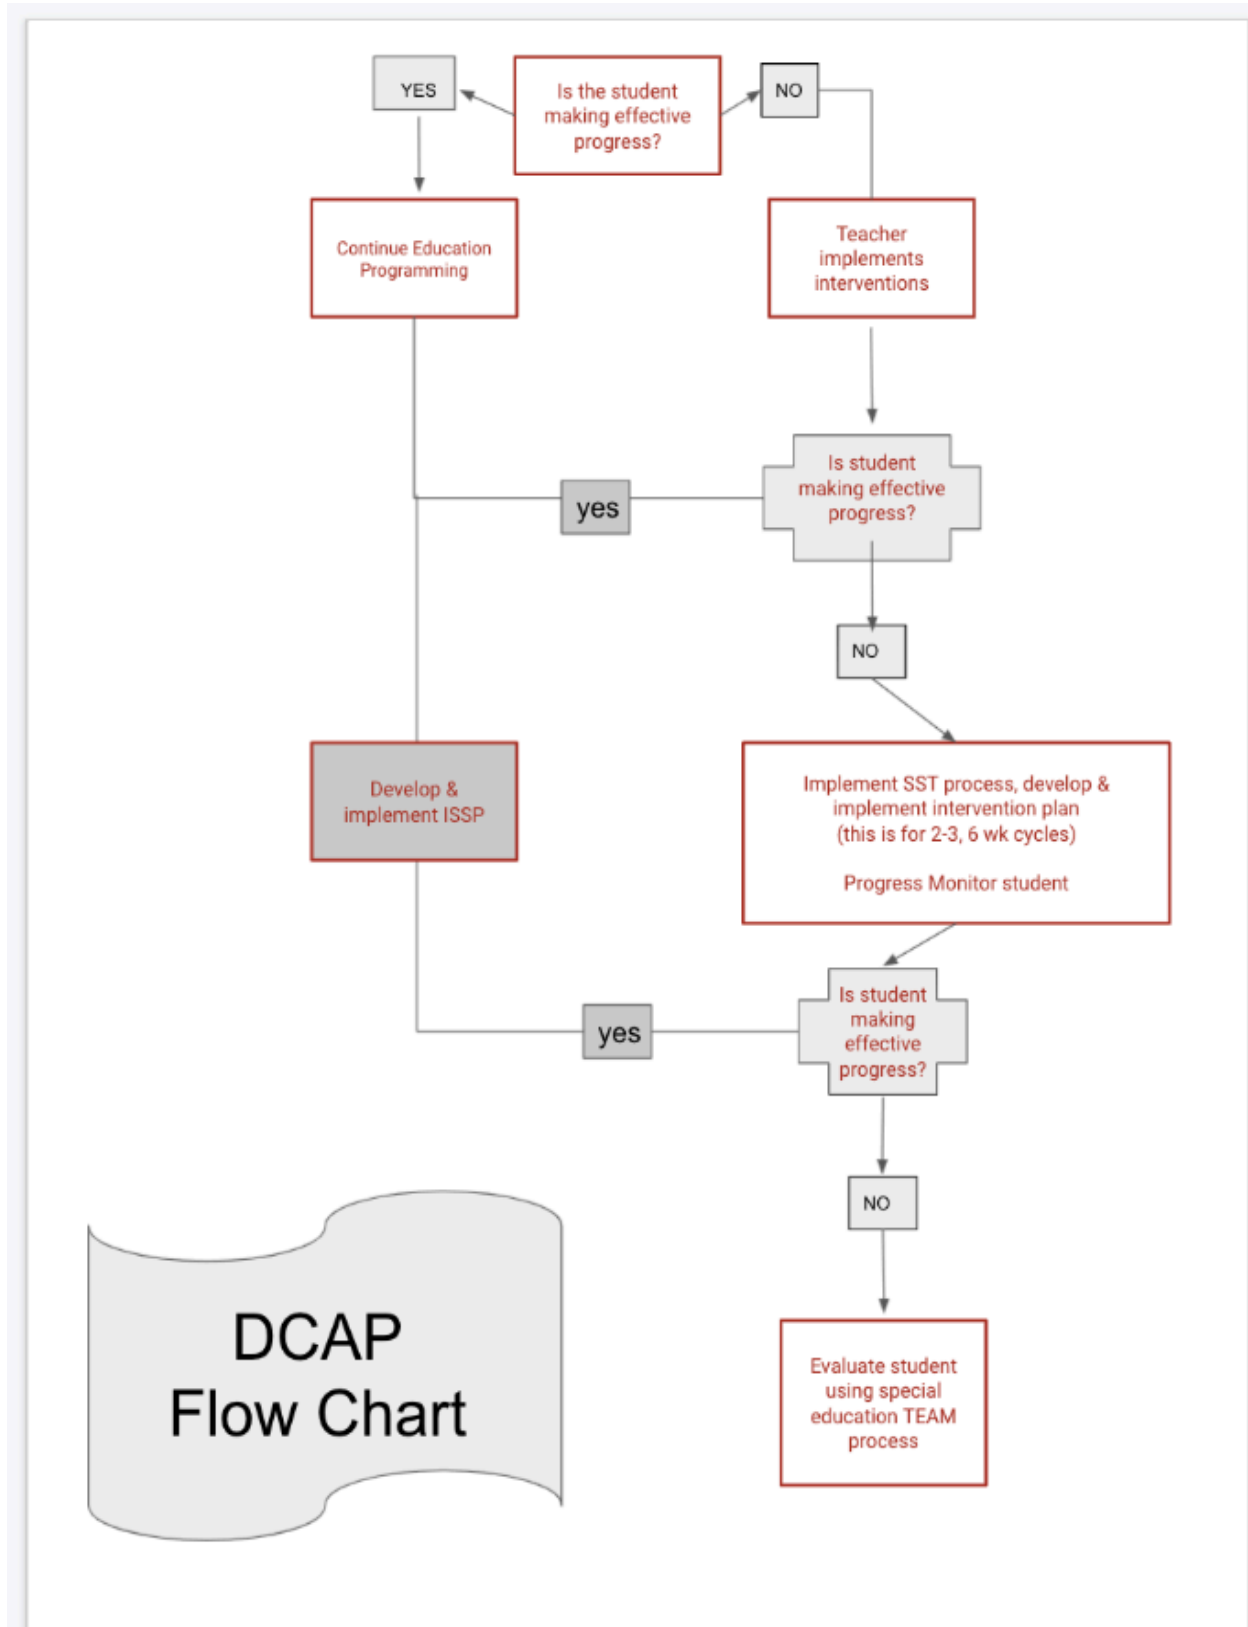 YES
Is the student
making effective
progress?
NO
Continue Education
Programming
Teacher
implements
interventions
Is student
making effective
progress?
yes
NO
Develop &
implement ISSP
Implement SST process, develop &
implement intervention plan
(this is for 2-3, 6 wk cycles)
Progress Monitor student
Is student
making
effective
progress?
yes
NO
DCAP
Flow Chart
Evaluate student
using special
education TEAM
process